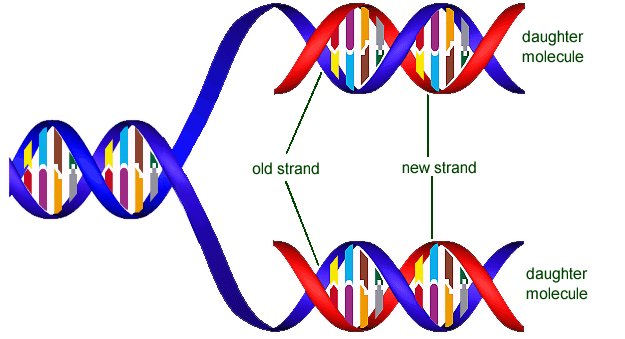 daughter
molecule
old strand
new strand
daughter
molecule